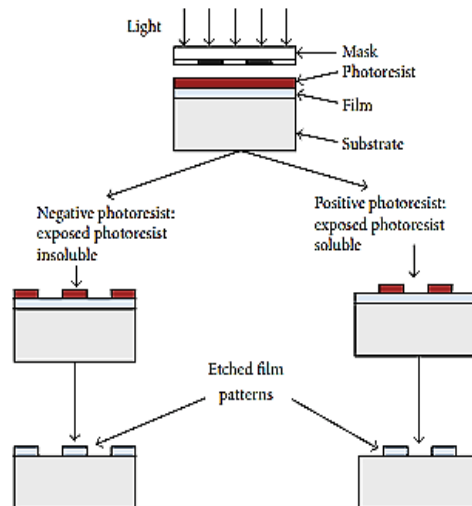 Light
Mask
Photoresist
Film
Substrate
Negative photoresist:
exposed photoresist
insoluble
Positive photoresist:
exposed photoresist
soluble
Etched film
patterns